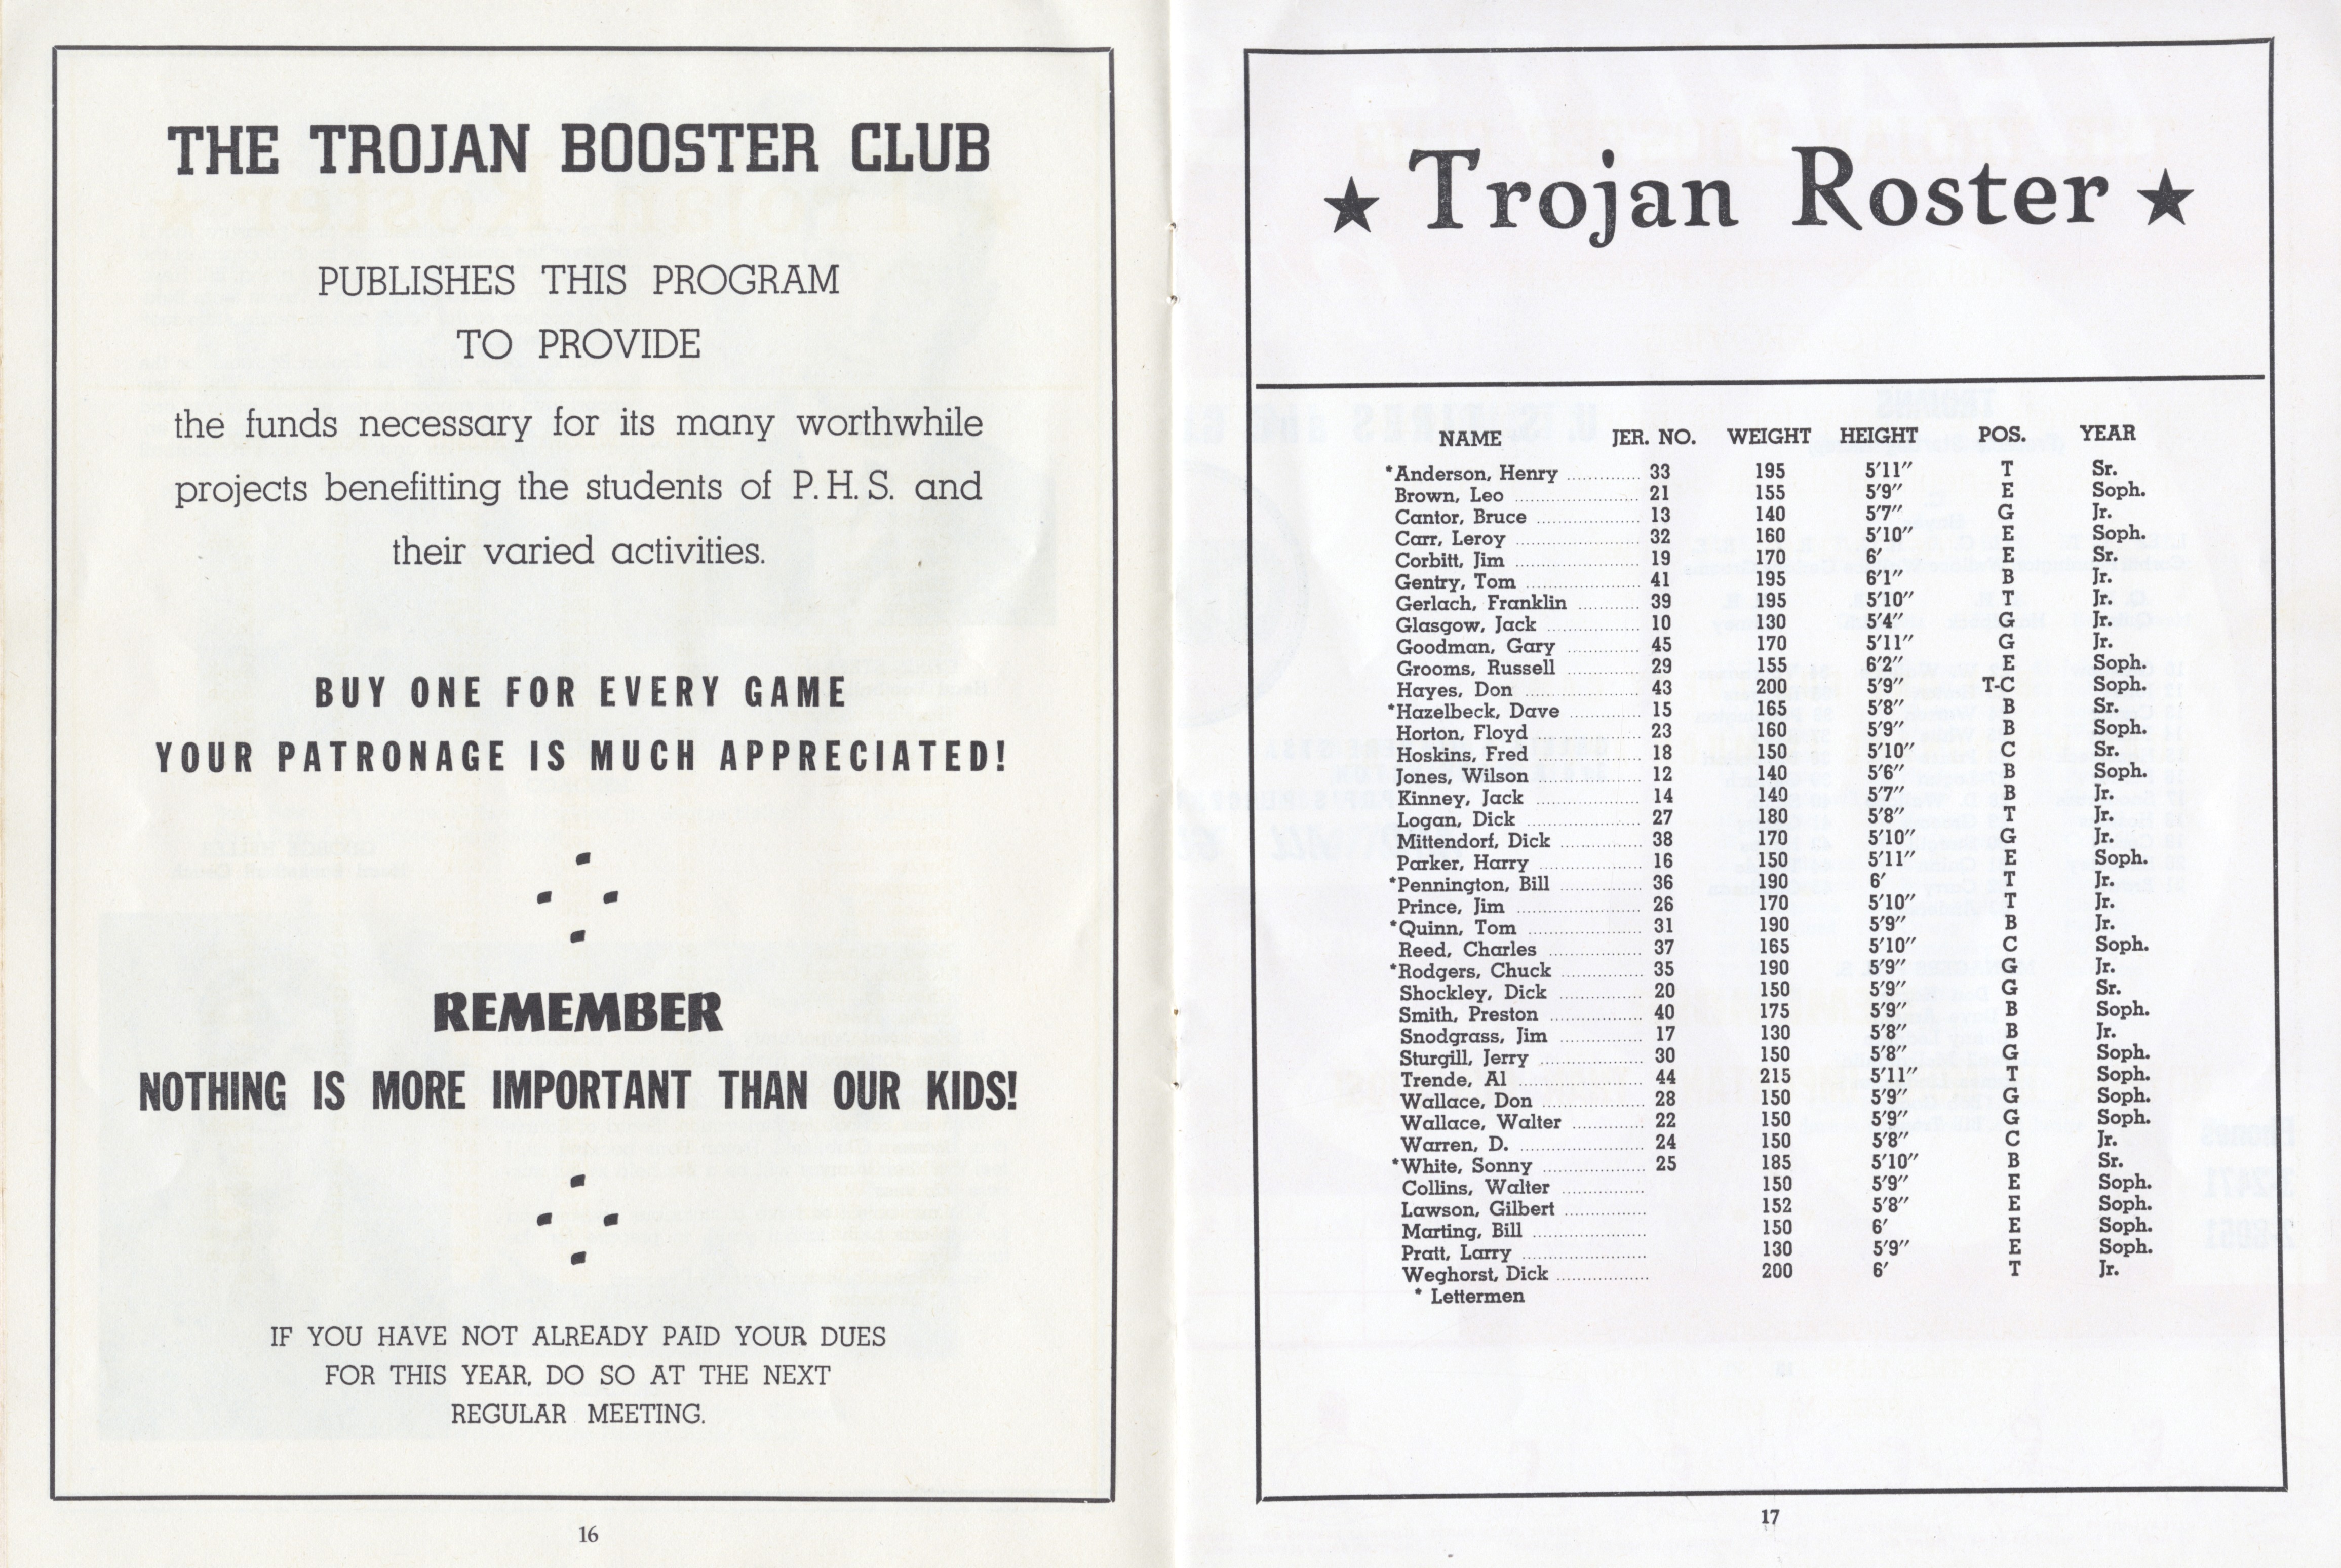 THE TROJAN BOOSTER CLUB
PUBLISHES THIS PROGRAM
TO PROVIDE
the funds necessary for its many worthwhile
projects benefitting the students of P. H. S. and
their varied activities.
BUY ONE FOR EVERY GAME
YOUR PATRONAGE IS MUCH APPRECIATED!
REMEMBER
NOTHING IS MORE IMPORTANT THAN OUR KIDS!
IF YOU HAVE NOT ALREADY PAID YOUR DUES
FOR THIS YEAR, DO SO AT THE NEXT
REGULAR MEETING.
16
★ Trojan Roster ★
NAME JER. NO. WEIGHT HEIGHT POS. YEAR
*Anderson, Henry 33 195 5'11" T Sr.
Brown, Leo 21 155 5'9" E Soph.
Cantor, Bruce 13 140 5'7" G Jr.
Carr, Leroy 32 160 5'10" E Soph.
Corbitt, Jim 19 170 6' E Sr.
Gentry, Tom 41 195 6'1" B Jr.
Gerlach, Franklin 39 195 5'10" T Jr.
Glasgow, Jack 10 130 5'4" G Jr.
Goodman, Gary 45 170 5'11" G Jr.
Grooms, Russell 29 155 6'2" E Soph.
Hayes, Don 43 200 5'9" T-C Soph.
*Hazelbeck, Dave 15 165 5'8" B Sr.
Horton, Floyd 23 160 5'9" B Soph.
Hoskins, Fred 18 150 5'10" C Sr.
Jones, Wilson 12 140 5'6" B Soph.
Kinney, Jack 14 140 5'7" B Jr.
Logan, Dick 27 180 5'8" T Jr.
Mittendorf, Dick 38 170 5'10" G Jr.
Parker, Harry 16 150 5'11" E Soph.
*Pennington, Bill 36 190 6' T Jr.
Prince, Jim 26 170 5'10" T Jr.
*Quinn, Tom 31 190 5'9" B Jr.
Reed, Charles 37 165 5'10" C Soph.
*Rodgers, Chuck 35 190 5'9" G Jr.
Shockley, Dick 20 150 5'9" G Sr.
Smith, Preston 40 175 5'9" B Soph.
Snodgrass, Jim 17 130 5'8" B Jr.
Sturgill, Jerry 30 150 5'8" G Soph.
Trende, Al 44 215 5'11" T Soph.
Wallace, Don 28 150 5'9" G Soph.
Wallace, Walter 22 150 5'9" G Soph.
Warren, D. 24 150 5'8" C Jr.
*White, Sonny 25 185 5'10" B Sr.
Collins, Walter 150 5'9" E Soph.
Lawson, Gilbert 152 5'8" E Soph.
Marting, Bill 150 6' E Soph.
Pratt, Larry 130 5'9" E Soph.
Weghorst, Dick 200 6' T Jr.
* Lettermen
17